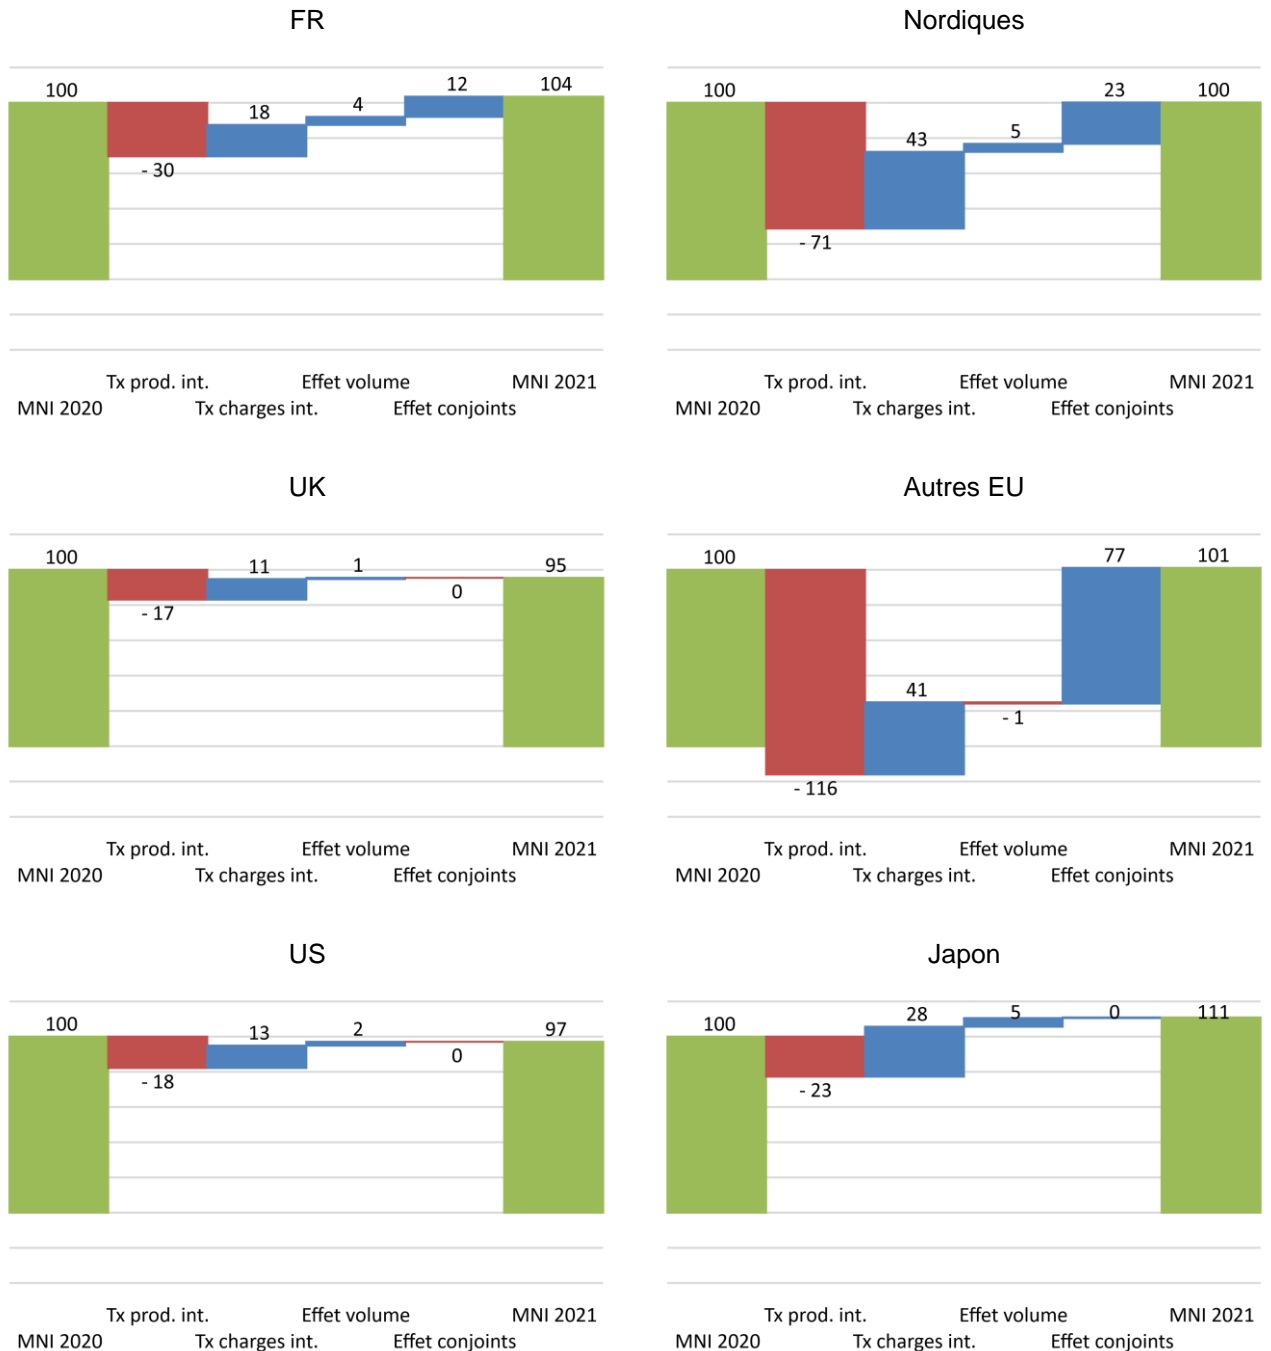 FR
100
- 30
18
4
12
104
Tx prod. int. Effet volume MNI 2021
MNI 2020 Tx charges int. Effet conjoints
Nordiques
100
- 71
43
5
23
100
Tx prod. int. Effet volume MNI 2021
MNI 2020 Tx charges int. Effet conjoints
UK
100
- 17
11
1
0
95
Tx prod. int. Effet volume MNI 2021
MNI 2020 Tx charges int. Effet conjoints
Autres EU
100
- 116
41
- 1
77
101
Tx prod. int. Effet volume MNI 2021
MNI 2020 Tx charges int. Effet conjoints
US
100
- 18
13
2
0
97
Tx prod. int. Effet volume MNI 2021
MNI 2020 Tx charges int. Effet conjoints
Japon
100
- 23
28
5
0
111
Tx prod. int. Effet volume MNI 2021
MNI 2020 Tx charges int. Effet conjoints